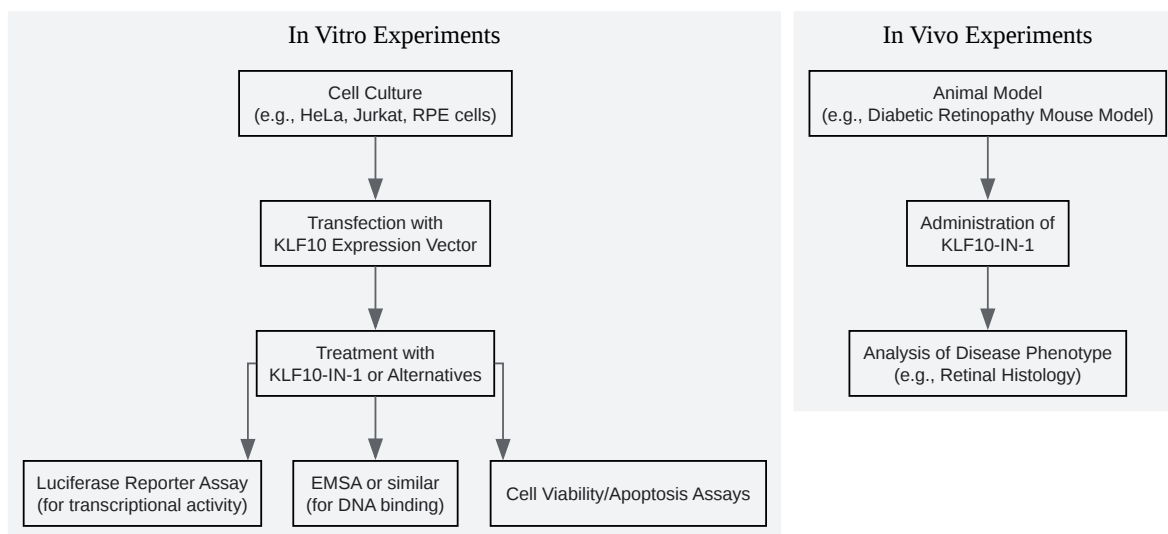 In Vitro Experiments
Cell Culture
(e.g., HeLa, Jurkat, RPE cells)
Transfection with
KLF10 Expression Vector
Treatment with
KLF10-IN-1 or Alternatives
Luciferase Reporter Assay
(for transcriptional activity)
EMSA or similar
(for DNA binding)
Cell Viability/Apoptosis Assays
In Vivo Experiments
Animal Model
(e.g., Diabetic Retinopathy Mouse Model)
Administration of
KLF10-IN-1
Analysis of Disease Phenotype
(e.g., Retinal Histology)